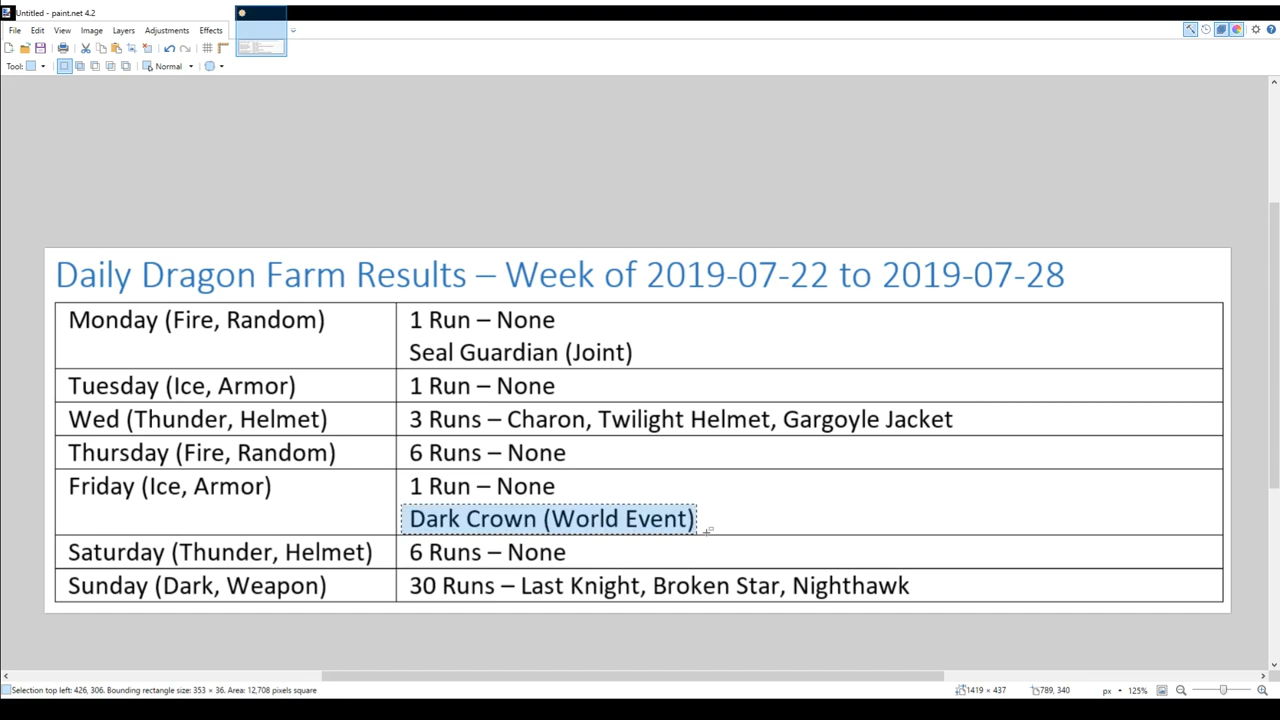 Untitled - paint.net 4.2
File Edit View Image Layers Adjustments Effects
Tool: Normal
Daily Dragon Farm Results – Week of 2019-07-22 to 2019-07-28
Monday (Fire, Random) 1 Run – None
Seal Guardian (Joint)
Tuesday (Ice, Armor) 1 Run – None
Wed (Thunder, Helmet) 3 Runs – Charon, Twilight Helmet, Gargoyle Jacket
Thursday (Fire, Random) 6 Runs – None
Friday (Ice, Armor) 1 Run – None
Dark Crown (World Event)
Saturday (Thunder, Helmet) 6 Runs – None
Sunday (Dark, Weapon) 30 Runs – Last Knight, Broken Star, Nighthawk
Selection top left: 426, 306. Bounding rectangle size: 353 × 36. Area: 12,708 pixels square 1419 × 437 789, 340 px 125%